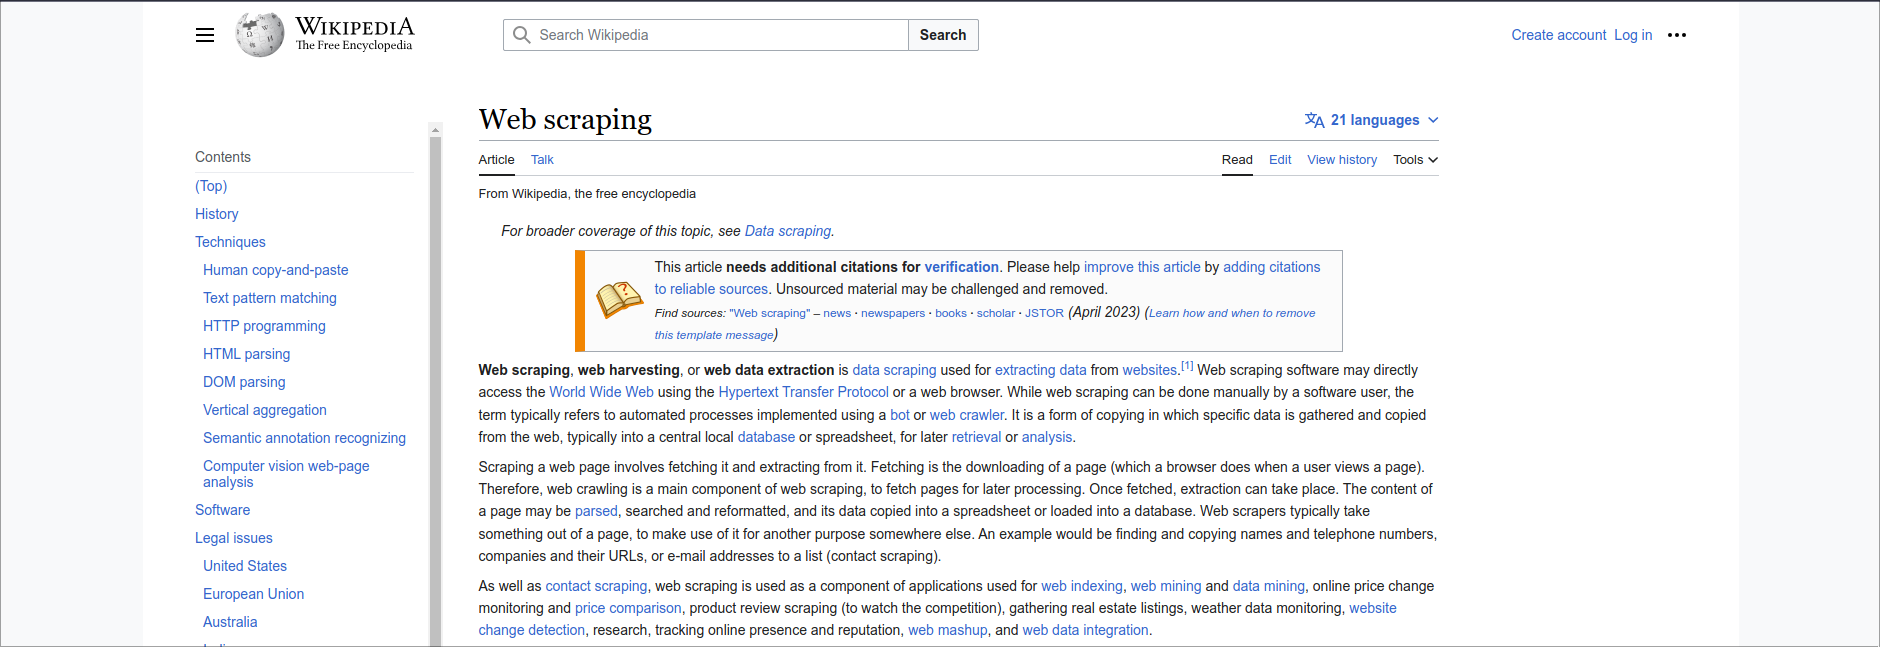 WIKIPEDIA
The Free Encyclopedia
Search Wikipedia
Search
Create account Log in
Contents
(Top)
History
Techniques
Human copy-and-paste
Text pattern matching
HTTP programming
HTML parsing
DOM parsing
Vertical aggregation
Semantic annotation recognizing
Computer vision web-page
analysis
Software
Legal issues
United States
European Union
Australia
Web scraping
21 languages
Article Talk
Read Edit View history Tools
From Wikipedia, the free encyclopedia
For broader coverage of this topic, see Data scraping.
This article needs additional citations for verification. Please help improve this article by adding citations
to reliable sources. Unsourced material may be challenged and removed.
Find sources: "Web scraping" – news · newspapers · books · scholar · JSTOR (April 2023) (Learn how and when to remove
this template message)
Web scraping, web harvesting, or web data extraction is data scraping used for extracting data from websites.[1] Web scraping software may directly
access the World Wide Web using the Hypertext Transfer Protocol or a web browser. While web scraping can be done manually by a software user, the
term typically refers to automated processes implemented using a bot or web crawler. It is a form of copying in which specific data is gathered and copied
from the web, typically into a central local database or spreadsheet, for later retrieval or analysis.
Scraping a web page involves fetching it and extracting from it. Fetching is the downloading of a page (which a browser does when a user views a page).
Therefore, web crawling is a main component of web scraping, to fetch pages for later processing. Once fetched, extraction can take place. The content of
a page may be parsed, searched and reformatted, and its data copied into a spreadsheet or loaded into a database. Web scrapers typically take
something out of a page, to make use of it for another purpose somewhere else. An example would be finding and copying names and telephone numbers,
companies and their URLs, or e-mail addresses to a list (contact scraping).
As well as contact scraping, web scraping is used as a component of applications used for web indexing, web mining and data mining, online price change
monitoring and price comparison, product review scraping (to watch the competition), gathering real estate listings, weather data monitoring, website
change detection, research, tracking online presence and reputation, web mashup, and web data integration.